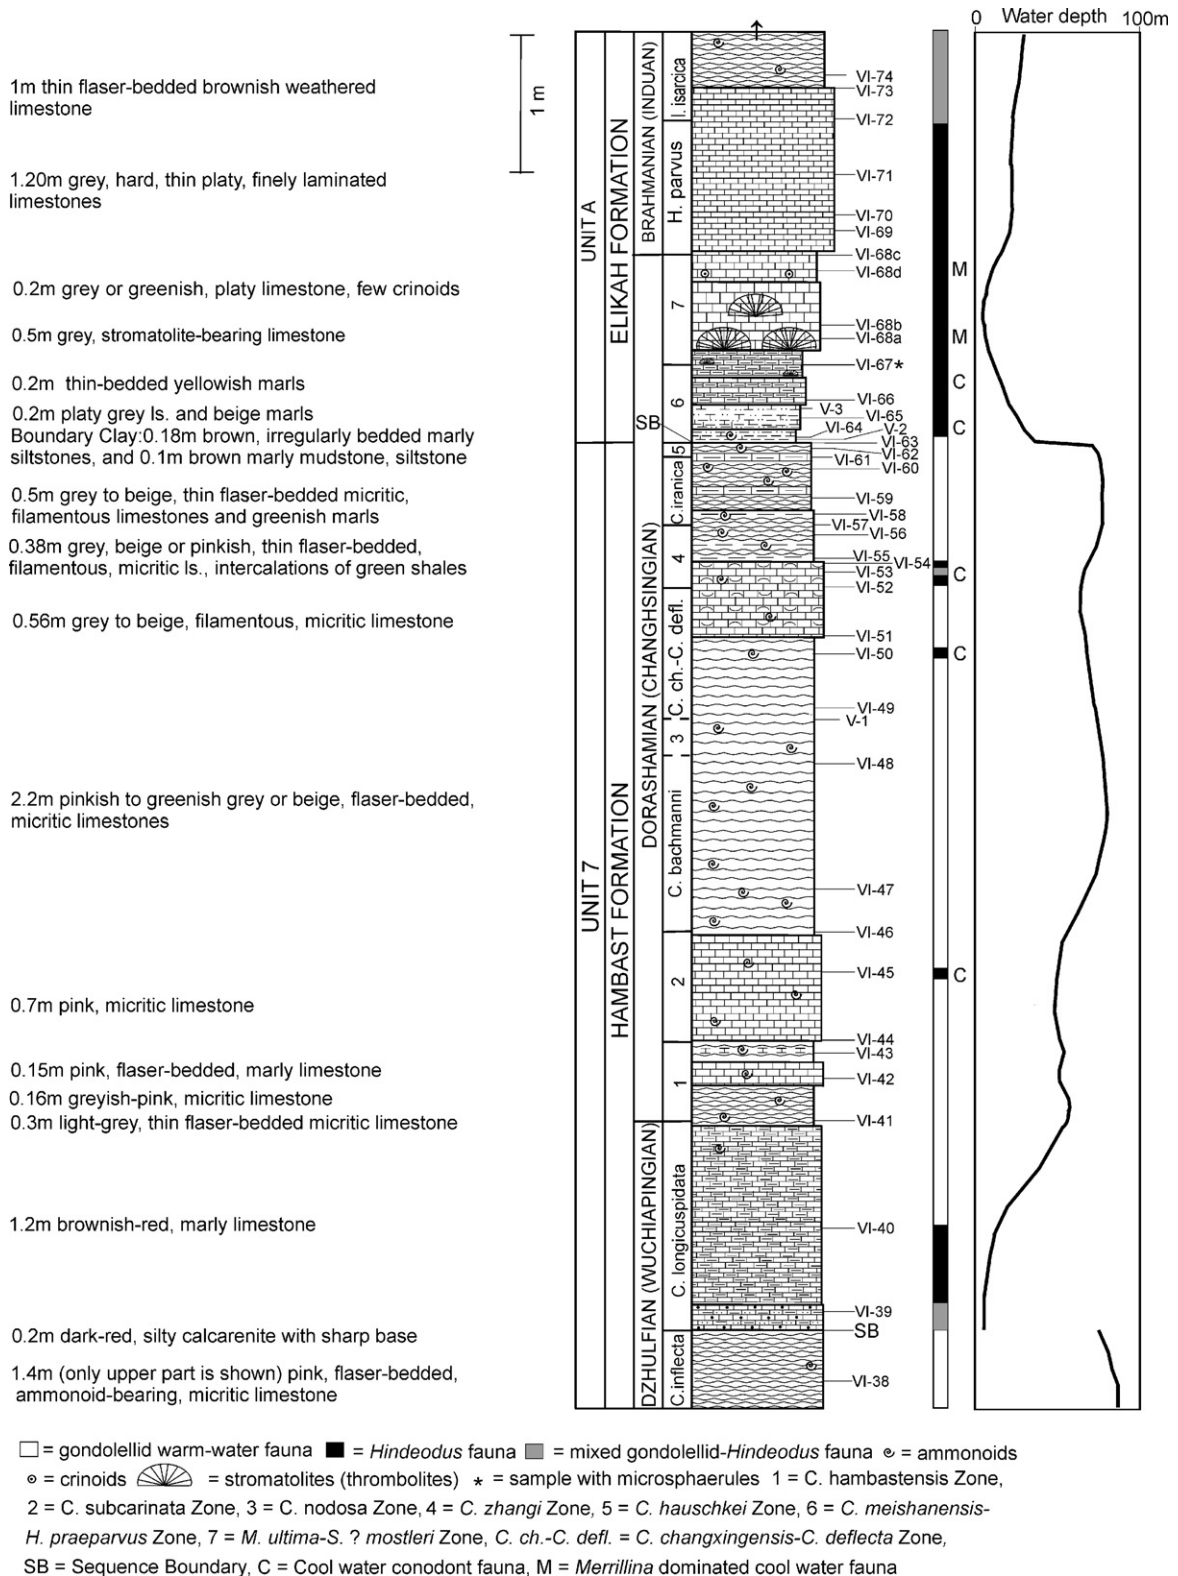 0 Water depth 100m
1m thin flaser-bedded brownish weathered
limestone
1.20m grey, hard, thin platy, finely laminated
limestones
0.2m grey or greenish, platy limestone, few crinoids
0.5m grey, stromatolite-bearing limestone
0.2m thin-bedded yellowish marls
0.2m platy grey ls. and beige marls
Boundary Clay:0.18m brown, irregularly bedded marly
siltstones, and 0.1m brown marly mudstone, siltstone
0.5m grey to beige, thin flaser-bedded micritic,
filamentous limestones and greenish marls
0.38m grey, beige or pinkish, thin flaser-bedded,
filamentous, micritic ls., intercalations of green shales
0.56m grey to beige, filamentous, micritic limestone
2.2m pinkish to greenish grey or beige, flaser-bedded,
micritic limestones
0.7m pink, micritic limestone
0.15m pink, flaser-bedded, marly limestone
0.16m greyish-pink, micritic limestone
0.3m light-grey, thin flaser-bedded micritic limestone
1.2m brownish-red, marly limestone
0.2m dark-red, silty calcarenite with sharp base
1.4m (only upper part is shown) pink, flaser-bedded,
ammonoid-bearing, micritic limestone
1 m
UNIT A
UNIT 7
ELIKAH FORMATION
SB
HAMBAST FORMATION
BRAHMANIAN (INDUAN)
DORASHAMIAN (CHANGHSINGIAN)
DZHULFIAN (WUCHIAPINGIAN)
I. isarcica
H. parvus
7
6
5
C.iranica
4
C. ch.-C. defl.
3
C. bachmanni
2
1
C. longicuspidata
C.inflecta
VI-74
VI-73
VI-72
VI-71
VI-70
VI-69
VI-68c
VI-68d
VI-68b
VI-68a
VI-67*
VI-66
V-3
VI-65
VI-64
V-2
VI-63
VI-62
VI-61
VI-60
VI-59
VI-58
VI-57
VI-56
VI-55
VI-54
VI-53
VI-52
VI-51
VI-50
VI-49
V-1
VI-48
VI-47
VI-46
VI-45
VI-44
VI-43
VI-42
VI-41
VI-40
VI-39
SB
VI-38
M
M
C
C
C
C
C
= gondolellid warm-water fauna = Hindeodus fauna = mixed gondolellid-Hindeodus fauna = ammonoids
= crinoids = stromatolites (thrombolites) * = sample with microsphaerules 1 = C. hambastensis Zone,
2 = C. subcarinata Zone, 3 = C. nodosa Zone, 4 = C. zhangi Zone, 5 = C. hauschkei Zone, 6 = C. meishanensis-
H. praeparvus Zone, 7 = M. ultima-S. ? mostleri Zone, C. ch.-C. defl. = C. changxingensis-C. deflecta Zone,
SB = Sequence Boundary, C = Cool water conodont fauna, M = Merrillina dominated cool water fauna